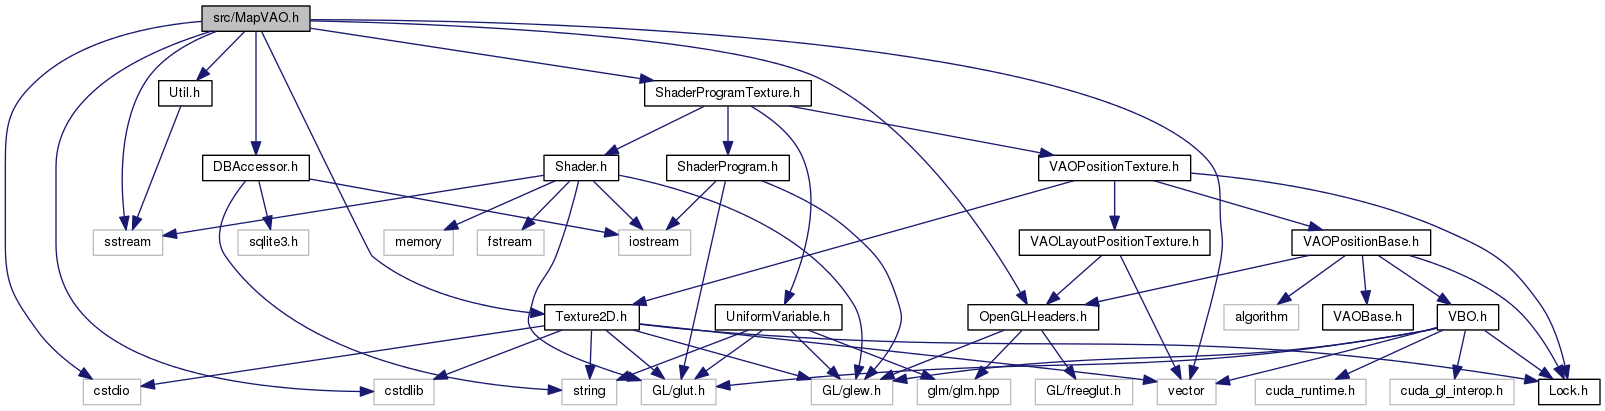 src/MapVAO.h
Util.h
ShaderProgramTexture.h
DBAccessor.h
Shader.h
ShaderProgram.h
VAOPositionTexture.h
sstream
sqlite3.h
memory
fstream
iostream
VAOLayoutPositionTexture.h
VAOPositionBase.h
Texture2D.h
UniformVariable.h
OpenGLHeaders.h
algorithm
VAOBase.h
VBO.h
cstdio
cstdlib
string
GL/glut.h
GL/glew.h
glm/glm.hpp
GL/freeglut.h
vector
cuda_runtime.h
cuda_gl_interop.h
Lock.h